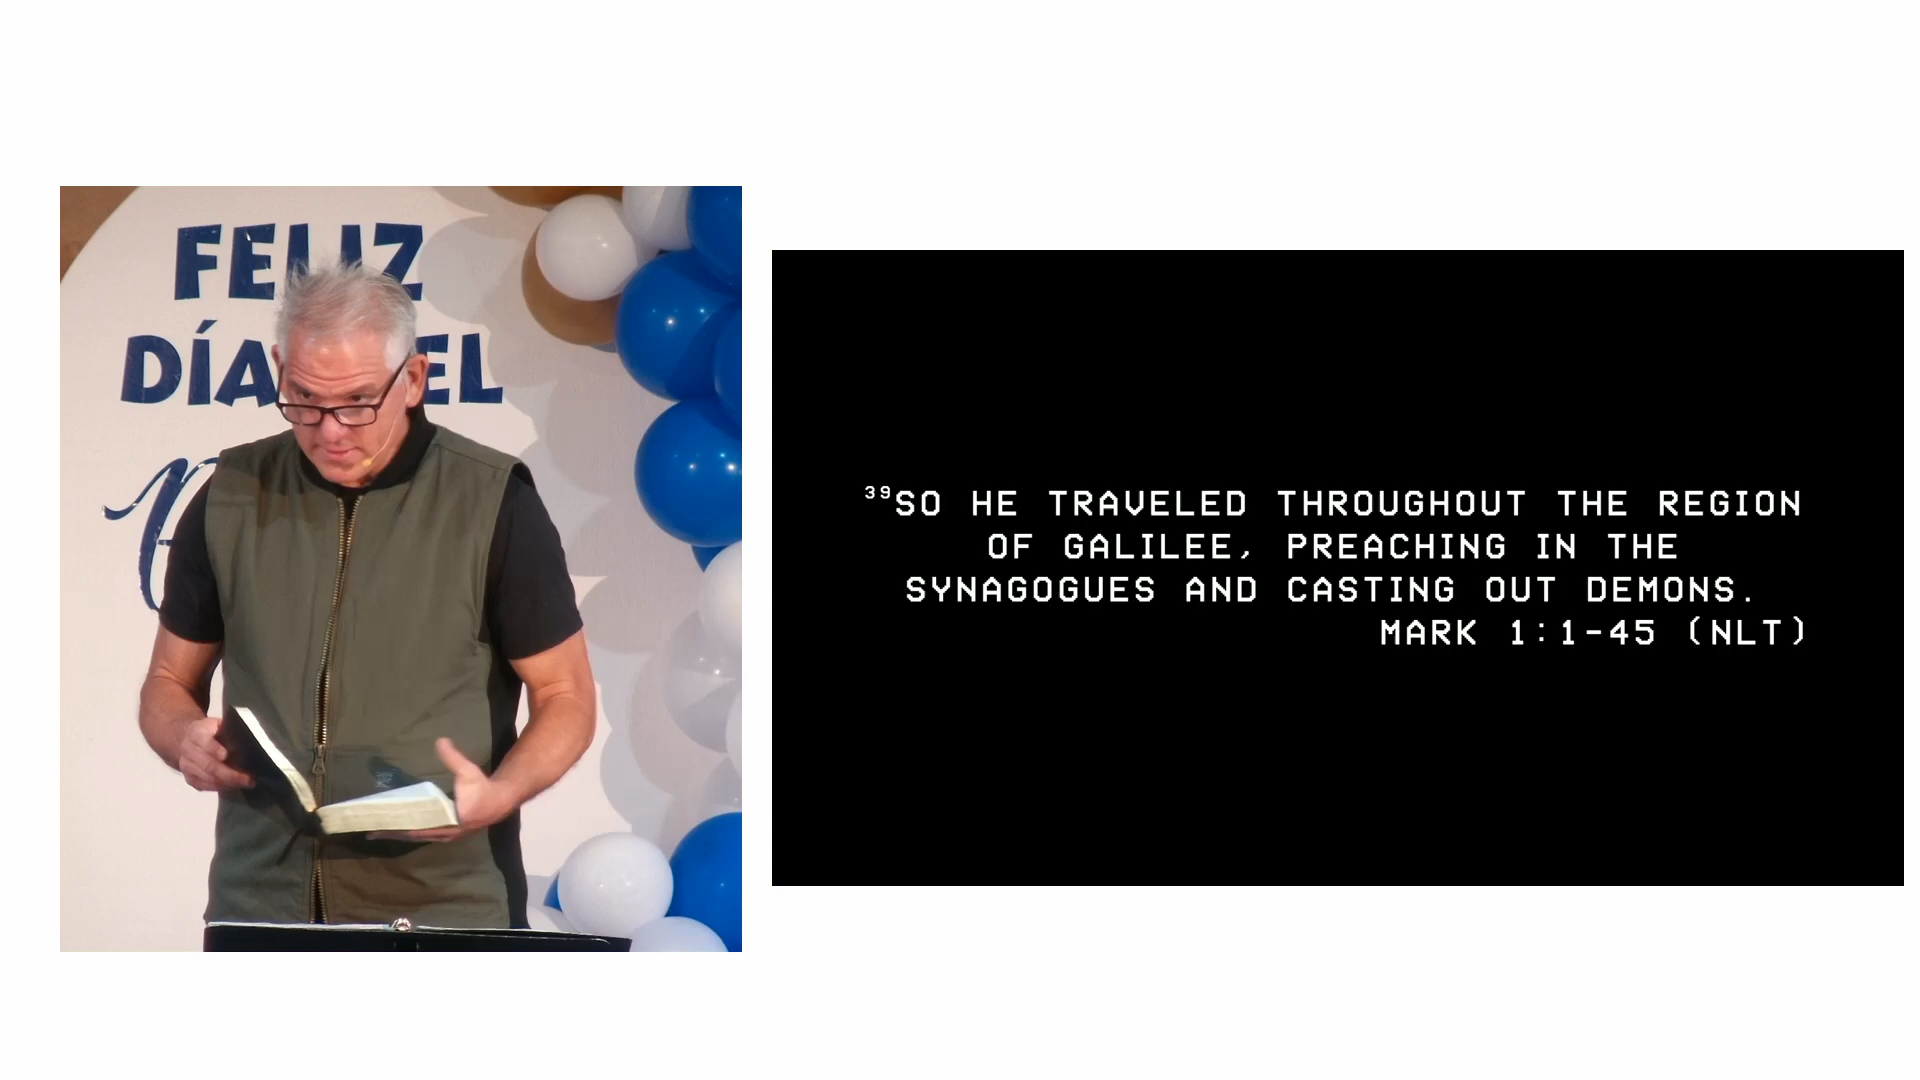 FELIZ
DÍA EL
³⁹SO HE TRAVELED THROUGHOUT THE REGION
OF GALILEE, PREACHING IN THE
SYNAGOGUES AND CASTING OUT DEMONS.
MARK 1:1-45 (NLT)